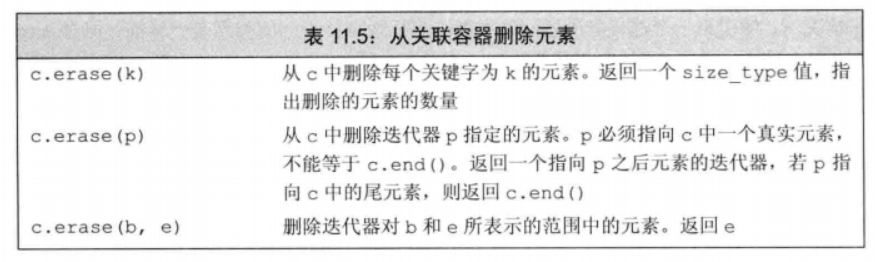 表 11.5：从关联容器删除元素
c.erase(k) 从 c 中删除每个关键字为 k 的元素。返回一个 size_type 值，指
出删除的元素的数量
c.erase(p) 从 c 中删除迭代器 p 指定的元素。p 必须指向 c 中一个真实元素，
不能等于 c.end()。返回一个指向 p 之后元素的迭代器，若 p 指
向 c 中的尾元素，则返回 c.end()
c.erase(b, e) 删除迭代器对 b 和 e 所表示的范围中的元素。返回 e